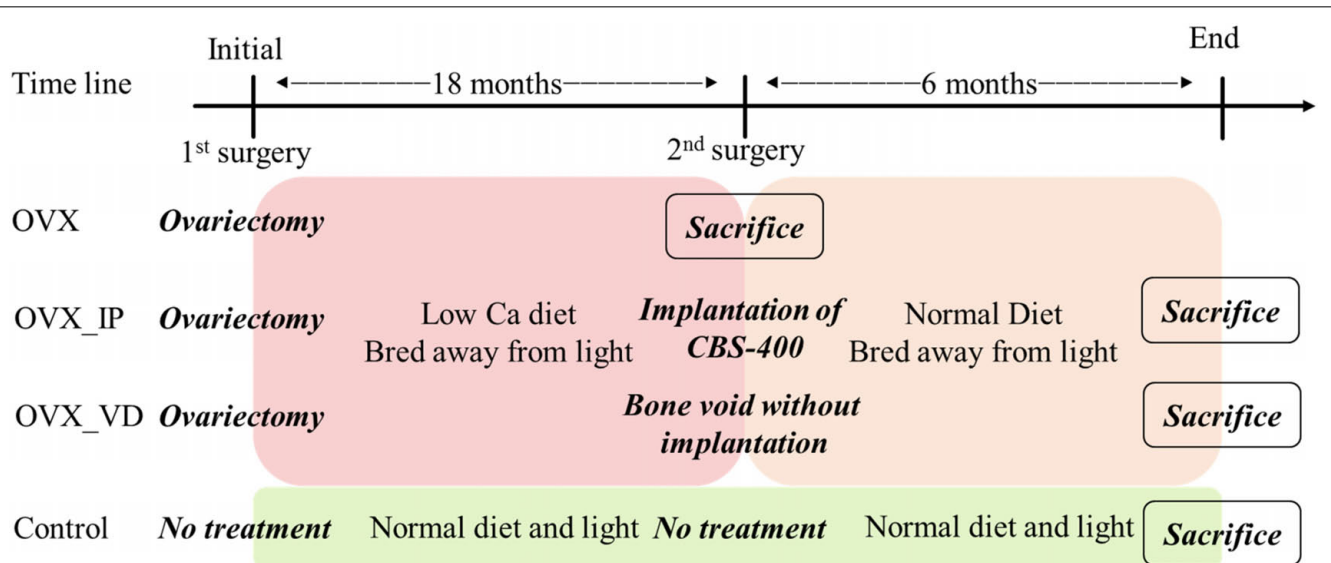 Initial
End
Time line
18 months
6 months
1st surgery
2nd surgery
OVX
Ovariectomy
Sacrifice
OVX_IP
Ovariectomy
Low Ca diet
Bred away from light
Implantation of
CBS-400
Normal Diet
Bred away from light
Sacrifice
OVX_VD
Ovariectomy
Bone void without
implantation
Sacrifice
Control
No treatment
Normal diet and light
No treatment
Normal diet and light
Sacrifice